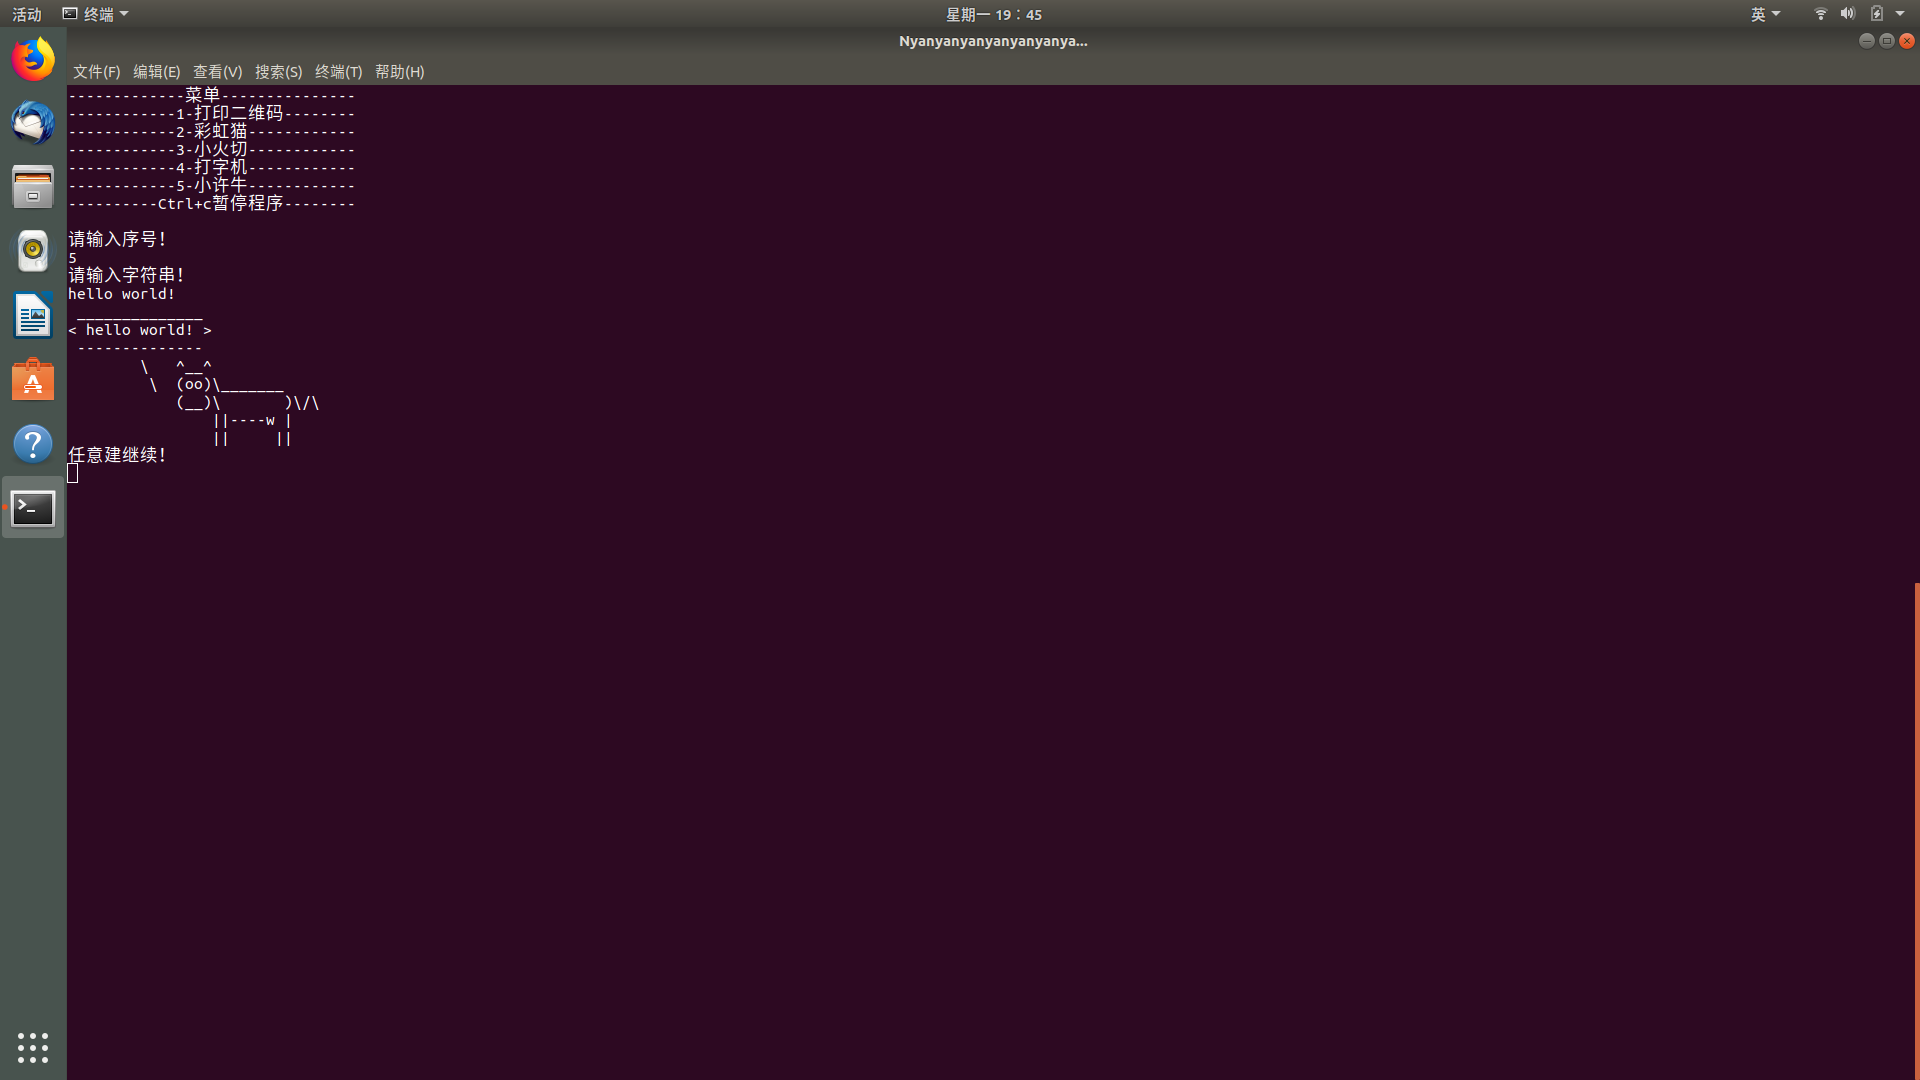 活动 终端 星期一 19：45 英
Nyanyanyanyanyanyanya...
文件(F) 编辑(E) 查看(V) 搜索(S) 终端(T) 帮助(H)
-------------菜单---------------
------------1-打印二维码--------
------------2-彩虹猫------------
------------3-小火切------------
------------4-打字机------------
------------5-小许牛------------
----------Ctrl+c暂停程序--------
请输入序号！
5
请输入字符串！
hello world!
 ______________
< hello world! >
 --------------
        \   ^__^
         \  (oo)\_______
            (__)\       )\/\
                ||----w |
                ||     ||
任意建继续！